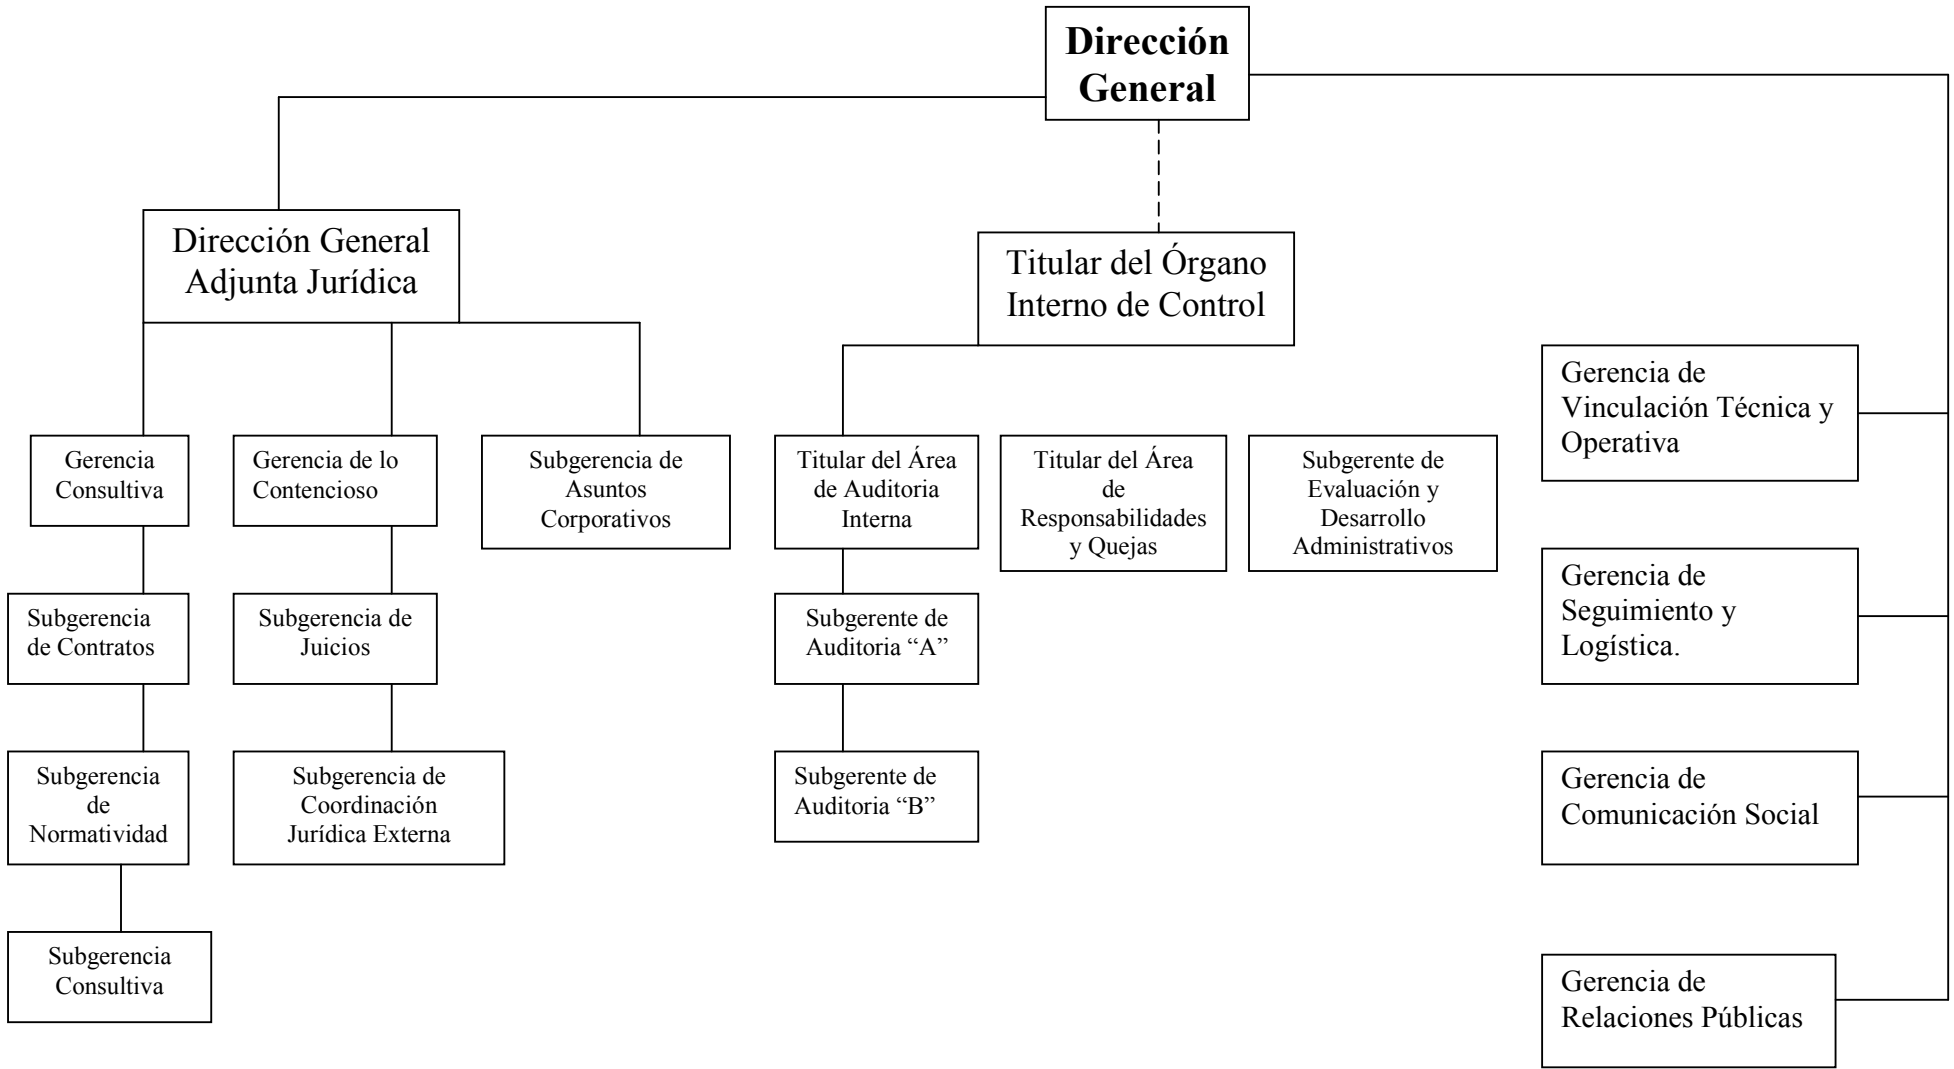 Dirección
General
Dirección General
Adjunta Jurídica
Titular del Órgano
Interno de Control
Gerencia
Consultiva
Gerencia de lo
Contencioso
Subgerencia de
Asuntos
Corporativos
Titular del Área
de Auditoria
Interna
Titular del Área
de
Responsabilidades
y Quejas
Subgerente de
Evaluación y
Desarrollo
Administrativos
Gerencia de
Vinculación Técnica y
Operativa
Subgerencia
de Contratos
Subgerencia de
Juicios
Subgerente de
Auditoria “A”
Gerencia de
Seguimiento y
Logística.
Subgerencia
de
Normatividad
Subgerencia de
Coordinación
Jurídica Externa
Subgerente de
Auditoria “B”
Gerencia de
Comunicación Social
Subgerencia
Consultiva
Gerencia de
Relaciones Públicas